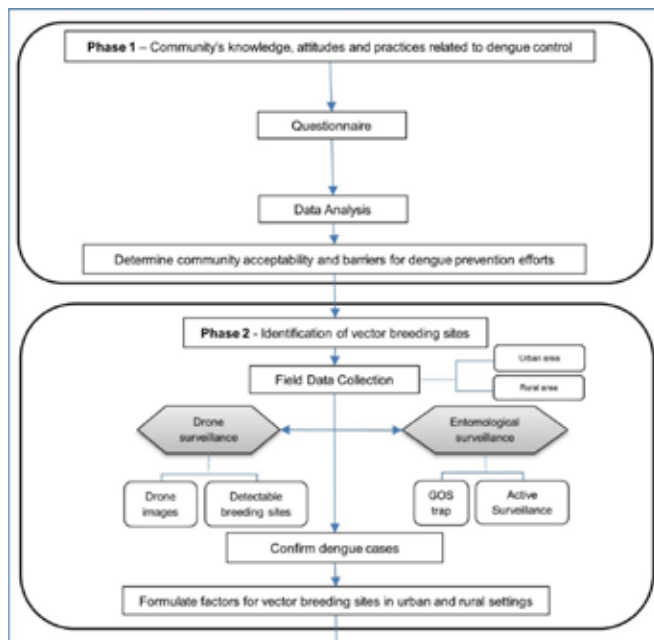 Phase 1 – Community's knowledge, attitudes and practices related to dengue control
Questionnaire
Data Analysis
Determine community acceptability and barriers for dengue prevention efforts
Phase 2 - Identification of vector breeding sites
Field Data Collection
Urban area
Rural area
Drone
surveillance
Entomological
surveillance
Drone
images
Detectable
breeding sites
GOS
trap
Active
Surveillance
Confirm dengue cases
Formulate factors for vector breeding sites in urban and rural settings